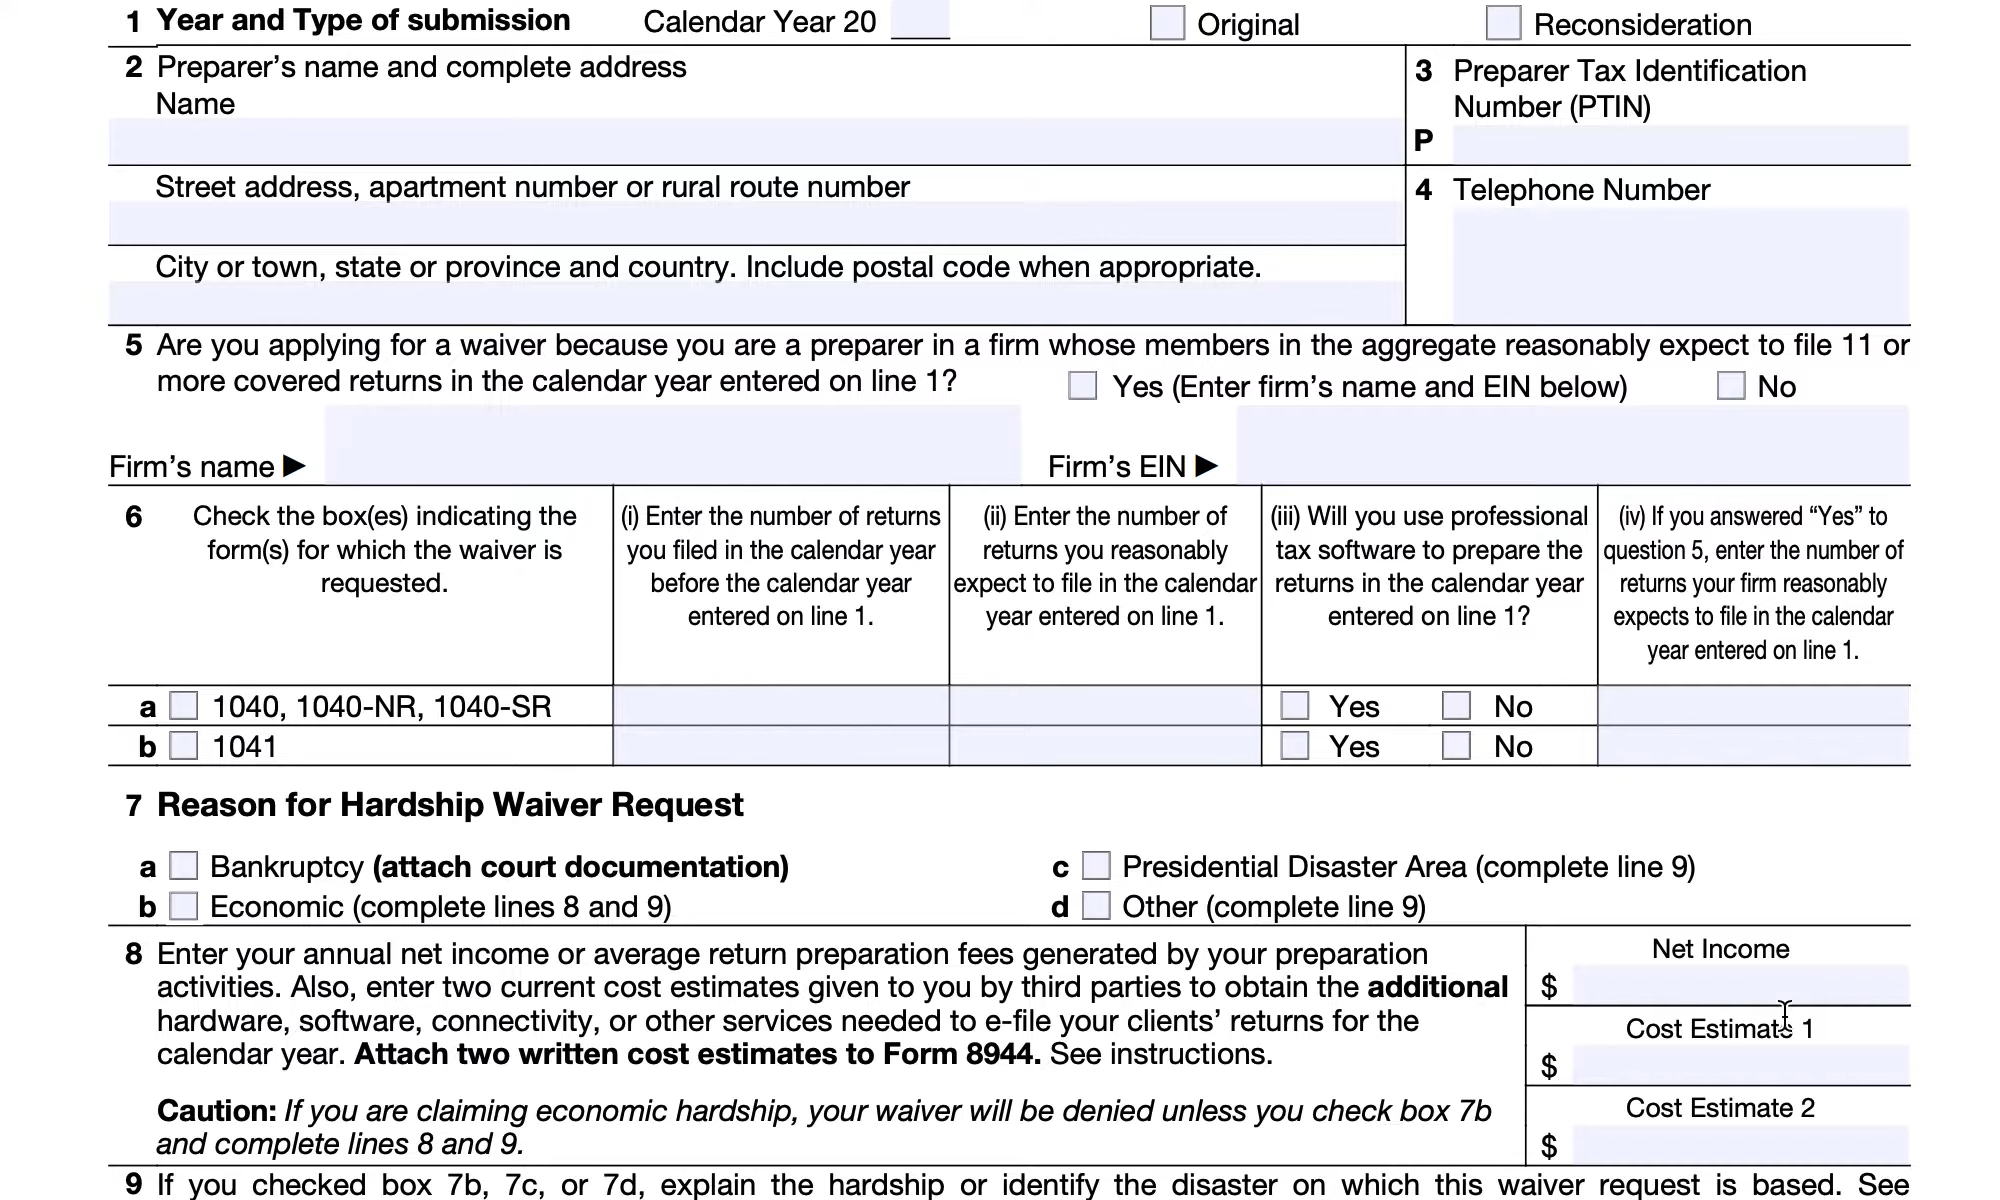 1 Year and Type of submission Calendar Year 20 Original Reconsideration
2 Preparer's name and complete address
Name
3 Preparer Tax Identification
Number (PTIN)
P
Street address, apartment number or rural route number
4 Telephone Number
City or town, state or province and country. Include postal code when appropriate.
5 Are you applying for a waiver because you are a preparer in a firm whose members in the aggregate reasonably expect to file 11 or
more covered returns in the calendar year entered on line 1? Yes (Enter firm's name and EIN below) No
Firm's name ▶ Firm's EIN ▶
6 Check the box(es) indicating the
form(s) for which the waiver is
requested.
(i) Enter the number of returns
you filed in the calendar year
before the calendar year
entered on line 1.
(ii) Enter the number of
returns you reasonably
expect to file in the calendar
year entered on line 1.
(iii) Will you use professional
tax software to prepare the
returns in the calendar year
entered on line 1?
(iv) If you answered “Yes” to
question 5, enter the number of
returns your firm reasonably
expects to file in the calendar
year entered on line 1.
a 1040, 1040-NR, 1040-SR Yes No
b 1041 Yes No
7 Reason for Hardship Waiver Request
a Bankruptcy (attach court documentation)
b Economic (complete lines 8 and 9)
c Presidential Disaster Area (complete line 9)
d Other (complete line 9)
8 Enter your annual net income or average return preparation fees generated by your preparation
activities. Also, enter two current cost estimates given to you by third parties to obtain the additional
hardware, software, connectivity, or other services needed to e-file your clients' returns for the
calendar year. Attach two written cost estimates to Form 8944. See instructions.
Caution: If you are claiming economic hardship, your waiver will be denied unless you check box 7b
and complete lines 8 and 9.
Net Income
$
Cost Estimate 1
$
Cost Estimate 2
$
9 If you checked box 7b, 7c, or 7d, explain the hardship or identify the disaster on which this waiver request is based. See